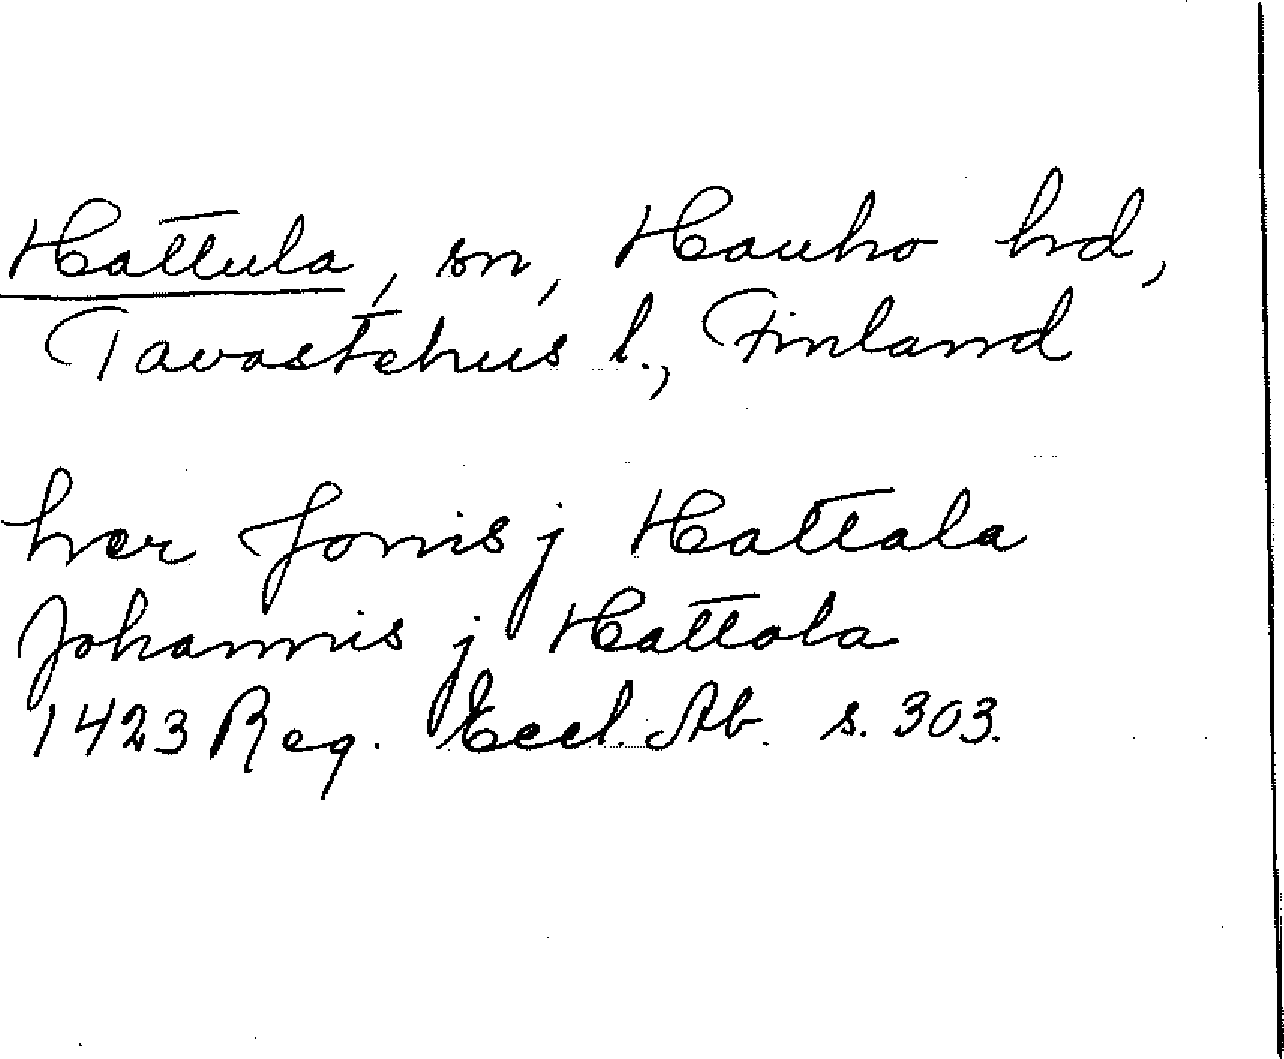 Hattula, sn, Hauho hd,
Tavastehus l., Finland
her Jonis j Hattala
Johannis j Hattola
1423 Reg. Eccl. Ab. s. 303.